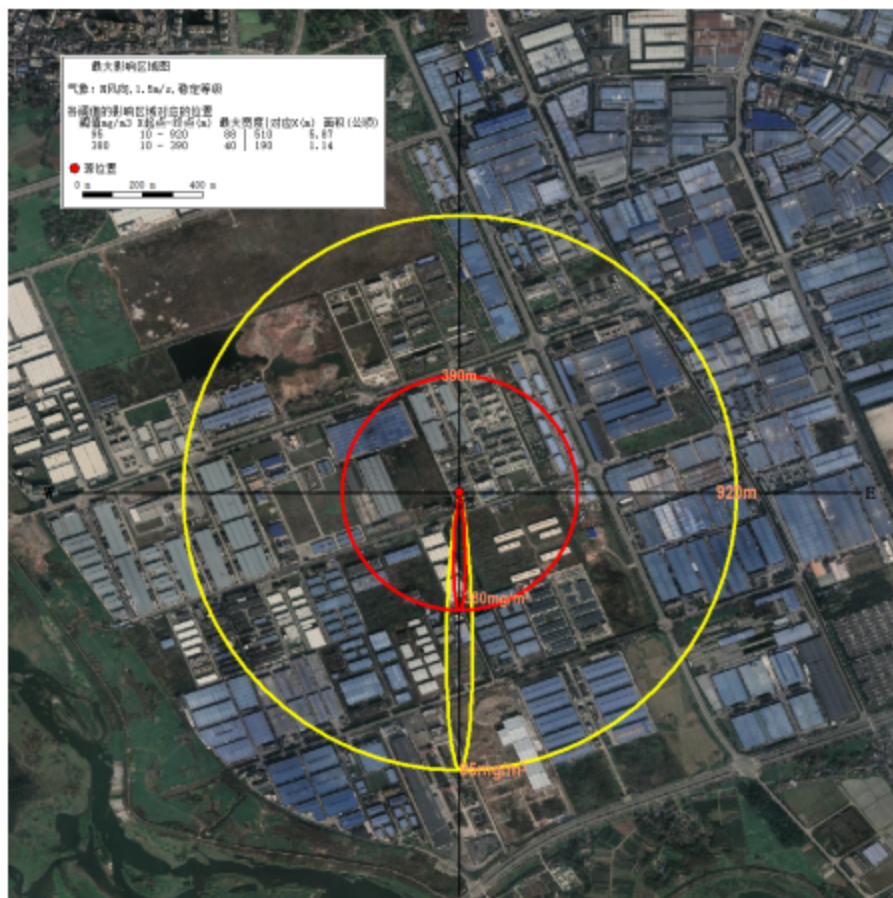 最大影响区域图
气象：N风向，1.5m/s，稳定等级
各阈值的影响区域对应的位置
阈值mg/m3 X起点-终点(m) 最大宽度|对应X(m) 面积(公顷)
95 10 - 920 88 | 510 5.87
380 10 - 390 40 | 190 1.14
源位置
0 m 200 m 400 m
N
390m
W
920m
E
380mg/m
95mg/m